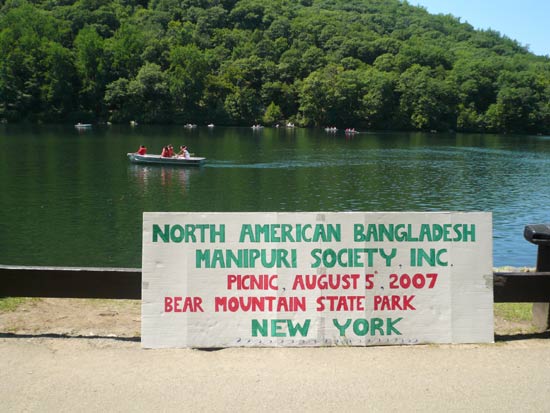 NORTH AMERICAN BANGLADESH
MANIPURI SOCIETY, INC.
PICNIC, AUGUST 5, 2007
BEAR MOUNTAIN STATE PARK
NEW YORK